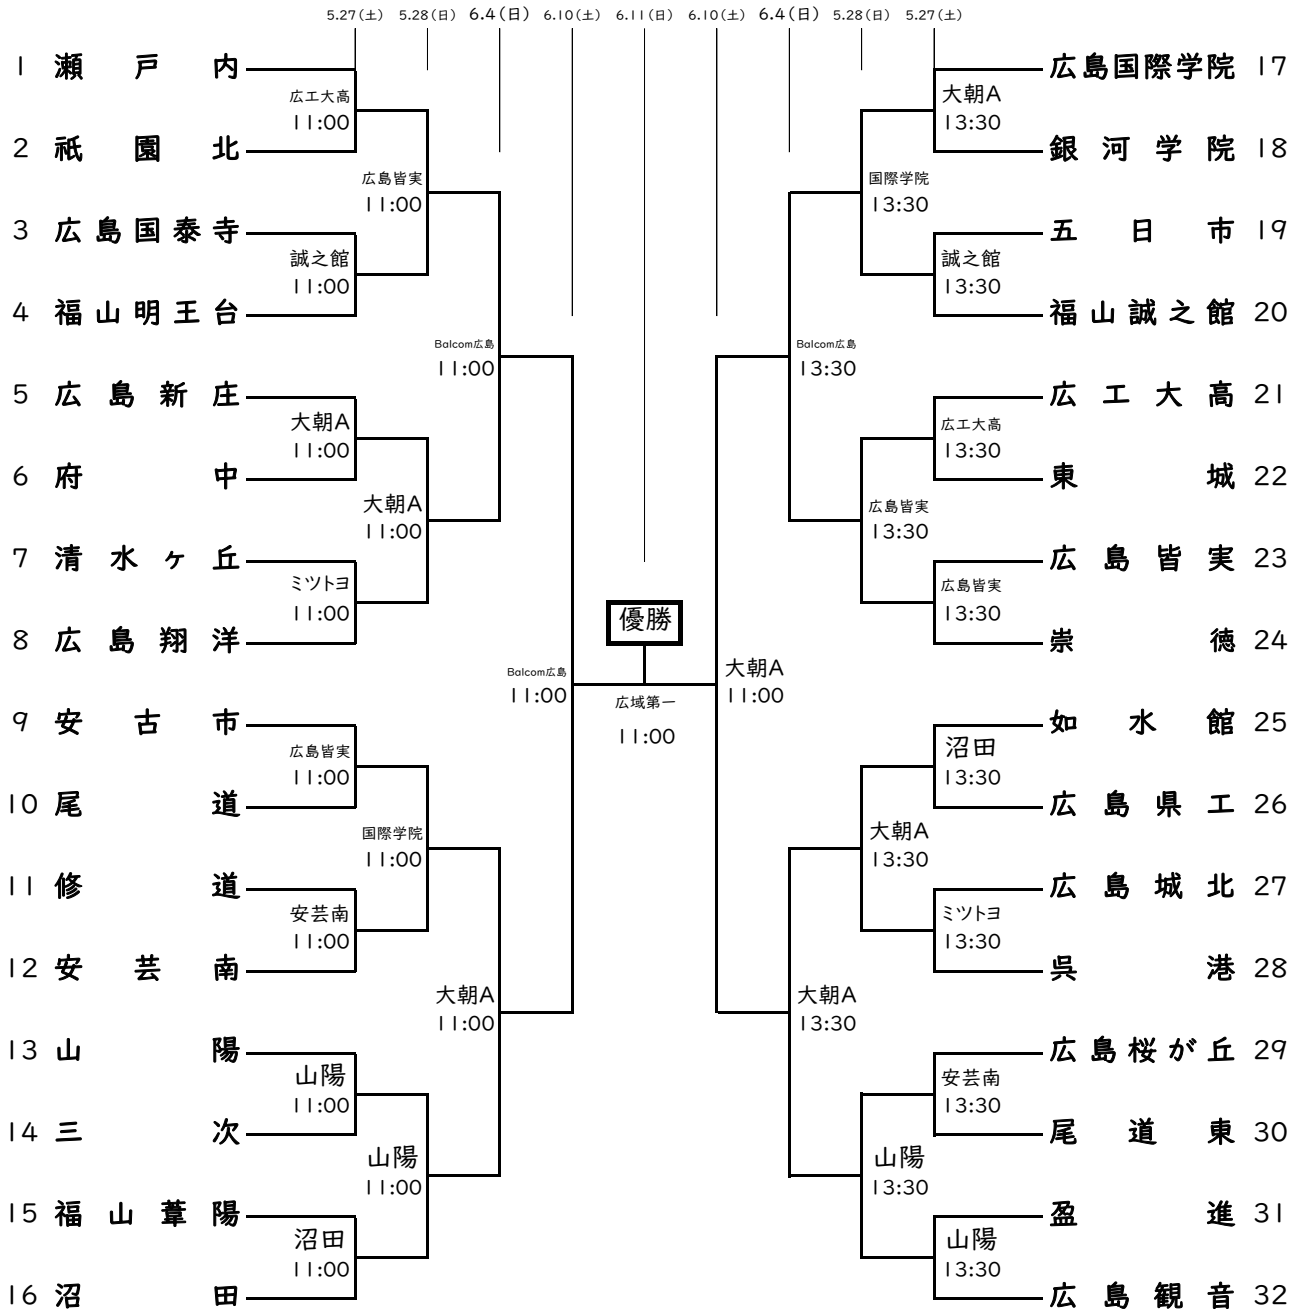 5.27(土) 5.28(日) 6.4(日) 6.10(土) 6.11(日) 6.10(土) 6.4(日) 5.28(日) 5.27(土)
1 瀬戸内
広工大高
11:00
2 祇園北
広島皆実
11:00
3 広島国泰寺
誠之館
11:00
4 福山明王台
Balcom広島
11:00
5 広島新庄
大朝A
11:00
6 府中
大朝A
11:00
7 清水ヶ丘
ミツトヨ
11:00
8 広島翔洋
Balcom広島
11:00
9 安古市
広島皆実
11:00
10 尾道
国際学院
11:00
11 修道
安芸南
11:00
12 安芸南
大朝A
11:00
13 山陽
山陽
11:00
14 三次
山陽
11:00
15 福山葦陽
沼田
11:00
16 沼田
優勝
広域第一
11:00
広島国際学院 17
大朝A
13:30
銀河学院 18
国際学院
13:30
五日市 19
誠之館
13:30
福山誠之館 20
Balcom広島
13:30
広工大高 21
広工大高
13:30
東城 22
広島皆実
13:30
広島皆実 23
広島皆実
13:30
崇徳 24
大朝A
11:00
如水館 25
沼田
13:30
広島県工 26
大朝A
13:30
広島城北 27
ミツトヨ
13:30
呉港 28
大朝A
13:30
広島桜が丘 29
安芸南
13:30
尾道東 30
山陽
13:30
盈進 31
山陽
13:30
広島観音 32